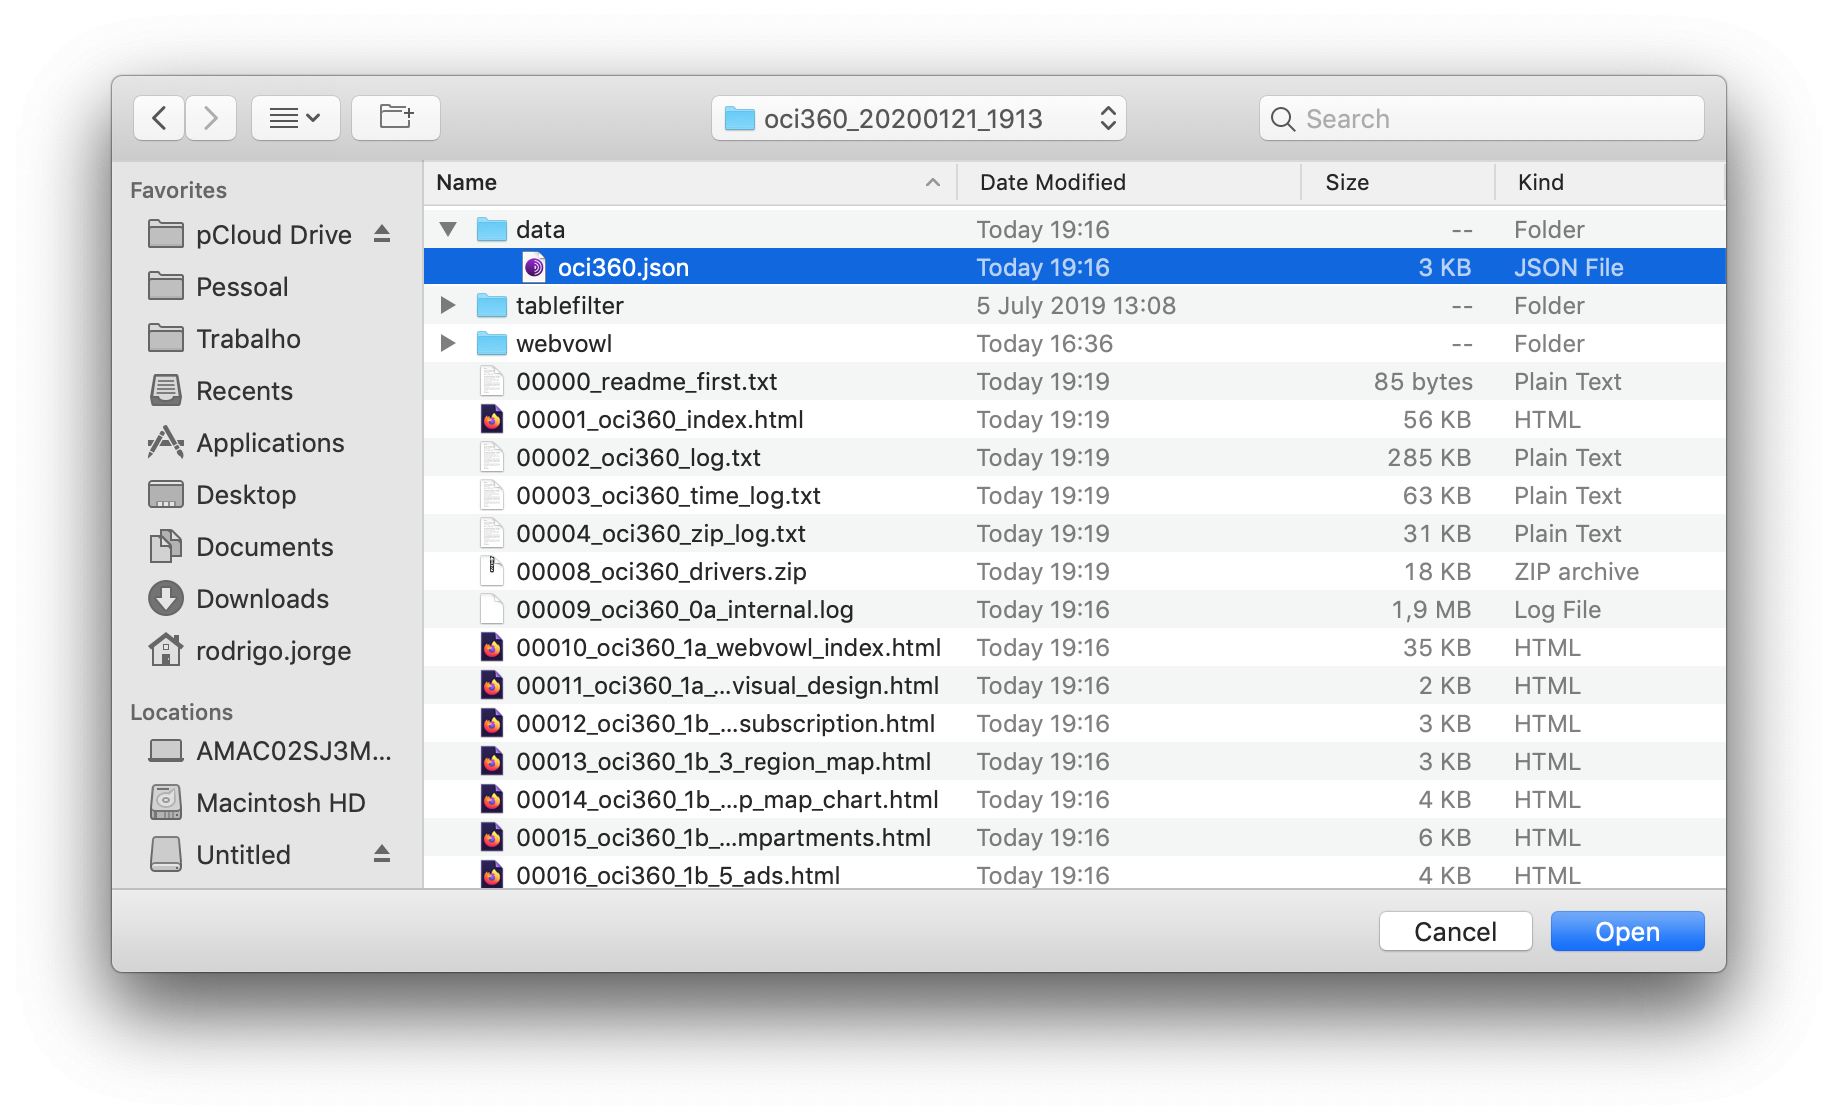 oci360_20200121_1913
Search
Favorites
pCloud Drive
Pessoal
Trabalho
Recents
Applications
Desktop
Documents
Downloads
rodrigo.jorge
Locations
AMAC02SJ3M...
Macintosh HD
Untitled
Name Date Modified Size Kind
data Today 19:16 -- Folder
oci360.json Today 19:16 3 KB JSON File
tablefilter 5 July 2019 13:08 -- Folder
webvowl Today 16:36 -- Folder
00000_readme_first.txt Today 19:19 85 bytes Plain Text
00001_oci360_index.html Today 19:19 56 KB HTML
00002_oci360_log.txt Today 19:19 285 KB Plain Text
00003_oci360_time_log.txt Today 19:19 63 KB Plain Text
00004_oci360_zip_log.txt Today 19:19 31 KB Plain Text
00008_oci360_drivers.zip Today 19:19 18 KB ZIP archive
00009_oci360_0a_internal.log Today 19:16 1,9 MB Log File
00010_oci360_1a_webvowl_index.html Today 19:16 35 KB HTML
00011_oci360_1a_...visual_design.html Today 19:16 2 KB HTML
00012_oci360_1b_...subscription.html Today 19:16 3 KB HTML
00013_oci360_1b_3_region_map.html Today 19:16 3 KB HTML
00014_oci360_1b_...p_map_chart.html Today 19:16 4 KB HTML
00015_oci360_1b_...mpartments.html Today 19:16 6 KB HTML
00016_oci360_1b_5_ads.html Today 19:16 4 KB HTML
Cancel Open